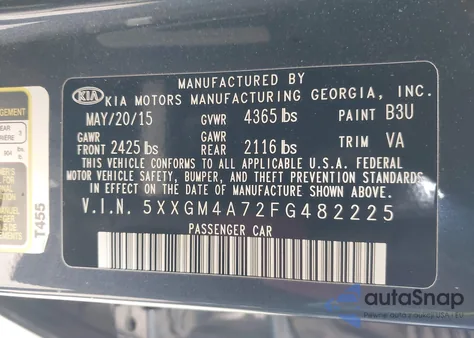 MANUFACTURED BY
KIA KIA MOTORS MANUFACTURING GEORGIA, INC.
MAY/20/15 GVWR 4365 lbs PAINT B3U
GAWR GAWR
FRONT 2425 lbs REAR 2116 lbs TRIM VA
THIS VEHICLE CONFORMS TO ALL APPLICABLE U.S.A. FEDERAL
MOTOR VEHICLE SAFETY, BUMPER, AND THEFT PREVENTION
STANDARDS IN EFFECT ON THE DATE OF MANUFACTURE SHOWN ABOVE.
V.I.N. 5XXGM4A72FG482225
PASSENGER CAR
T455
autoSnap